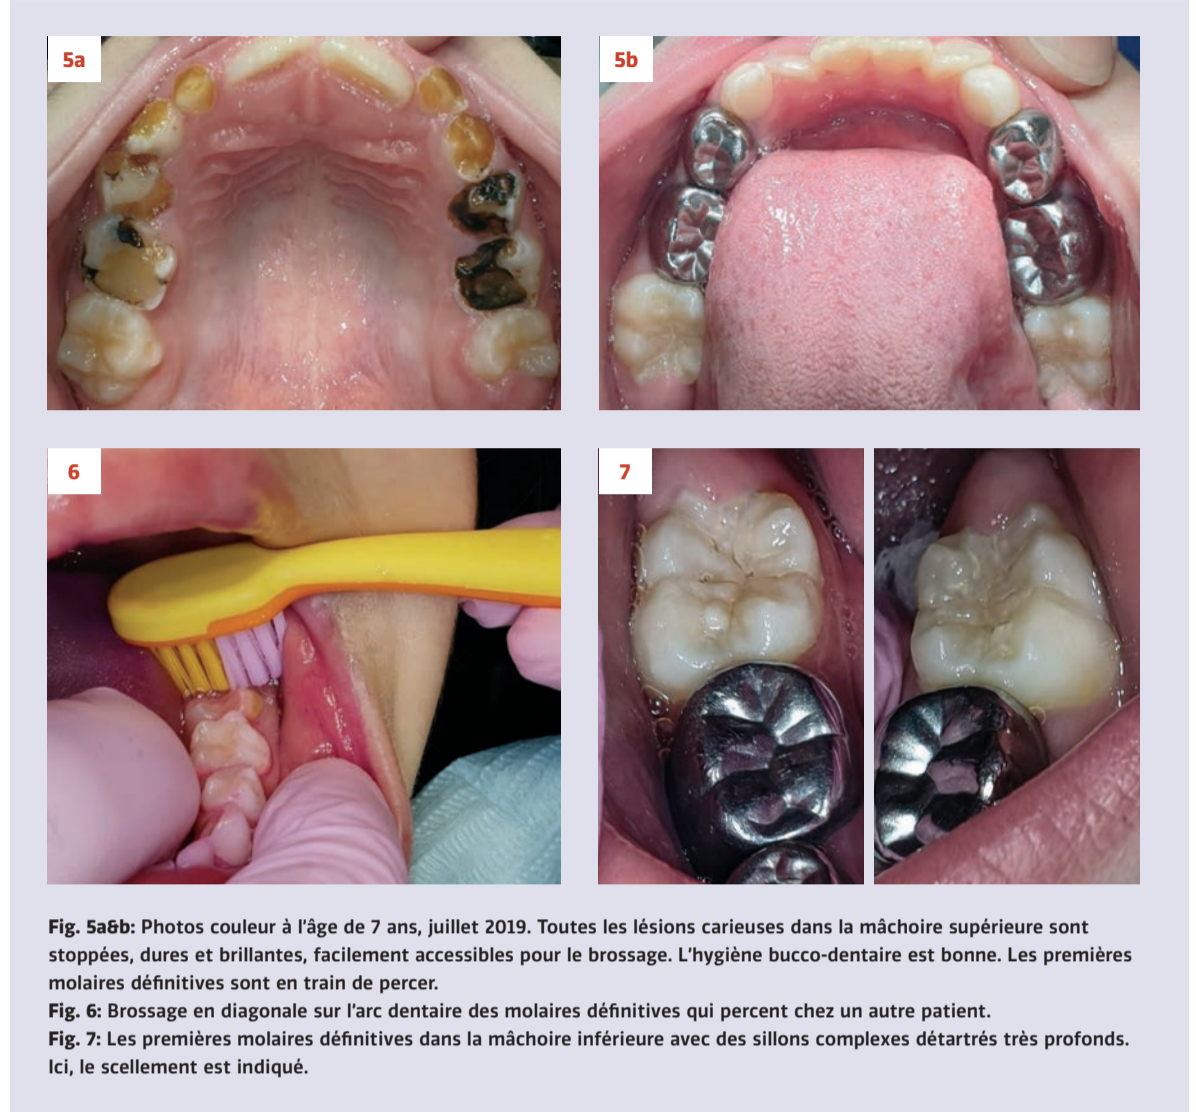 5a
5b
6
7
Fig. 5a&b: Photos couleur à l'âge de 7 ans, juillet 2019. Toutes les lésions carieuses dans la mâchoire supérieure sont
stoppées, dures et brillantes, facilement accessibles pour le brossage. L'hygiène bucco-dentaire est bonne. Les premières
molaires définitives sont en train de percer.
Fig. 6: Brossage en diagonale sur l'arc dentaire des molaires définitives qui percent chez un autre patient.
Fig. 7: Les premières molaires définitives dans la mâchoire inférieure avec des sillons complexes détartrés très profonds.
Ici, le scellement est indiqué.